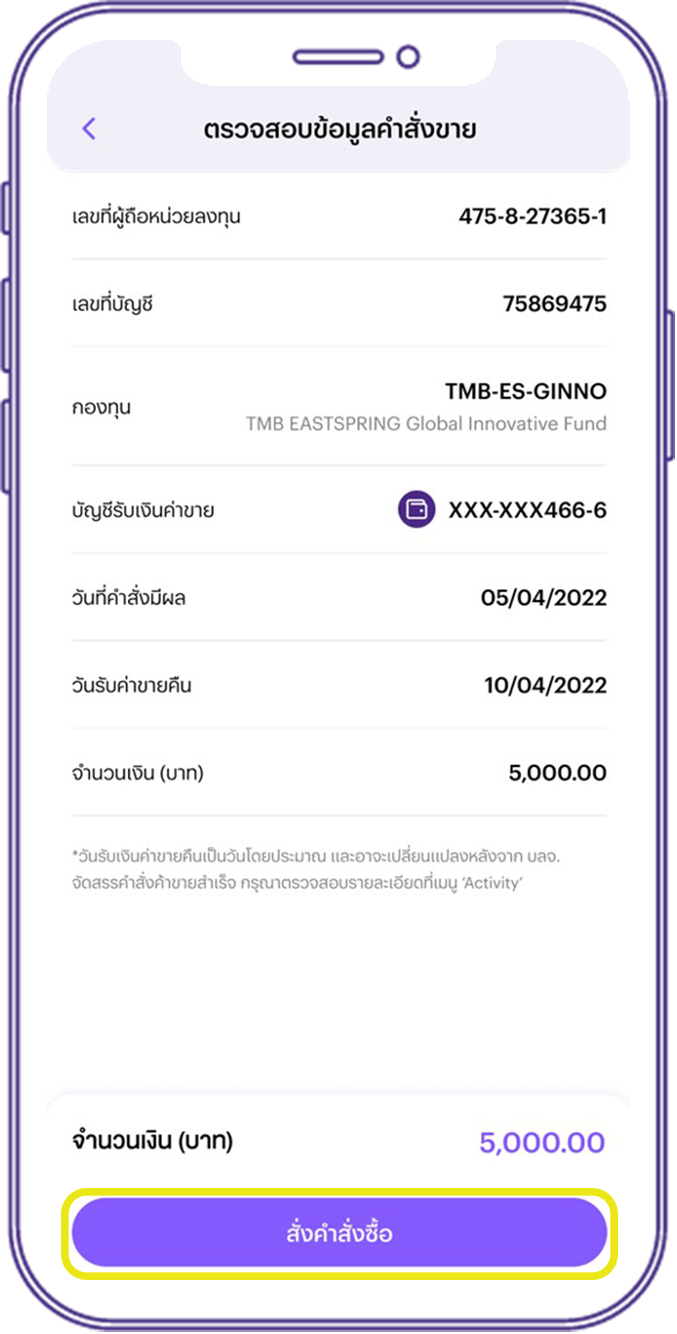 ตรวจสอบข้อมูลคำสั่งขาย
เลขที่ผู้ถือหน่วยลงทุน 475-8-27365-1
เลขที่บัญชี 75869475
กองทุน TMB-ES-GINNO
TMB EASTSPRING Global Innovative Fund
บัญชีรับเงินค่าขาย XXX-XXX466-6
วันที่คำสั่งมีผล 05/04/2022
วันรับค่าขายคืน 10/04/2022
จำนวนเงิน (บาท) 5,000.00
*วันรับเงินค่าขายคืนเป็นวันโดยประมาณ และอาจะเปลี่ยนแปลงหลังจาก บลจ.
จัดสรรคำสั่งค้าขายสำเร็จ กรุณาตรวจสอบรายละเอียดที่เมนู ‘Activity’
จำนวนเงิน (บาท) 5,000.00
สั่งคำสั่งซื้อ